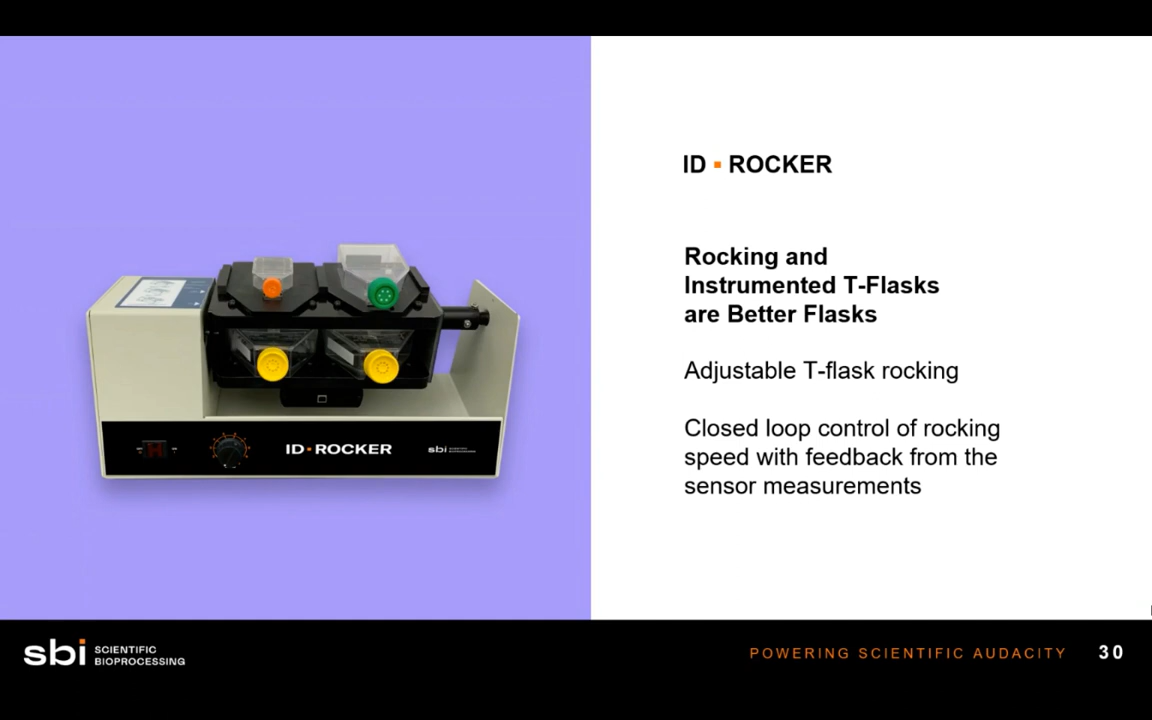 ID ▪ ROCKER
Rocking and
Instrumented T-Flasks
are Better Flasks
Adjustable T-flask rocking
Closed loop control of rocking
speed with feedback from the
sensor measurements
ID▪ROCKER
sbi
sbi SCIENTIFIC
BIOPROCESSING
POWERING SCIENTIFIC AUDACITY
30